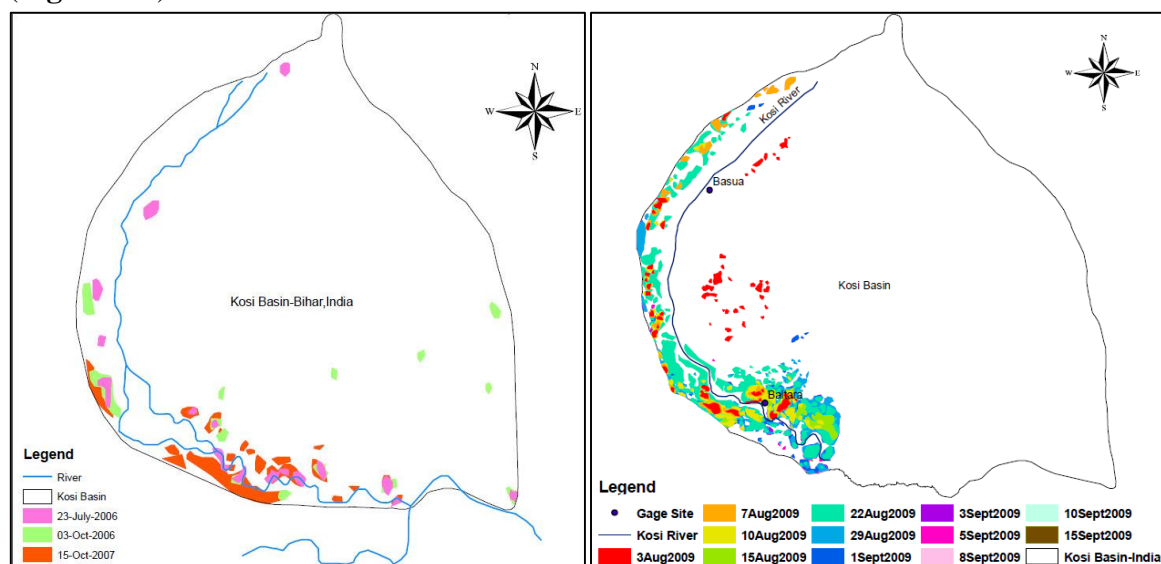 N
W E
S
Kosi Basin-Bihar,India
Legend
River
Kosi Basin
23-July-2006
03-Oct-2006
15-Oct-2007
N
W E
S
Kosi River
Basua
Kosi Basin
Baltara
Legend
Gage Site 7Aug2009 22Aug2009 3Sept2009 10Sept2009
Kosi River 10Aug2009 29Aug2009 5Sept2009 15Sept2009
3Aug2009 15Aug2009 1Sept2009 8Sept2009 Kosi Basin-India